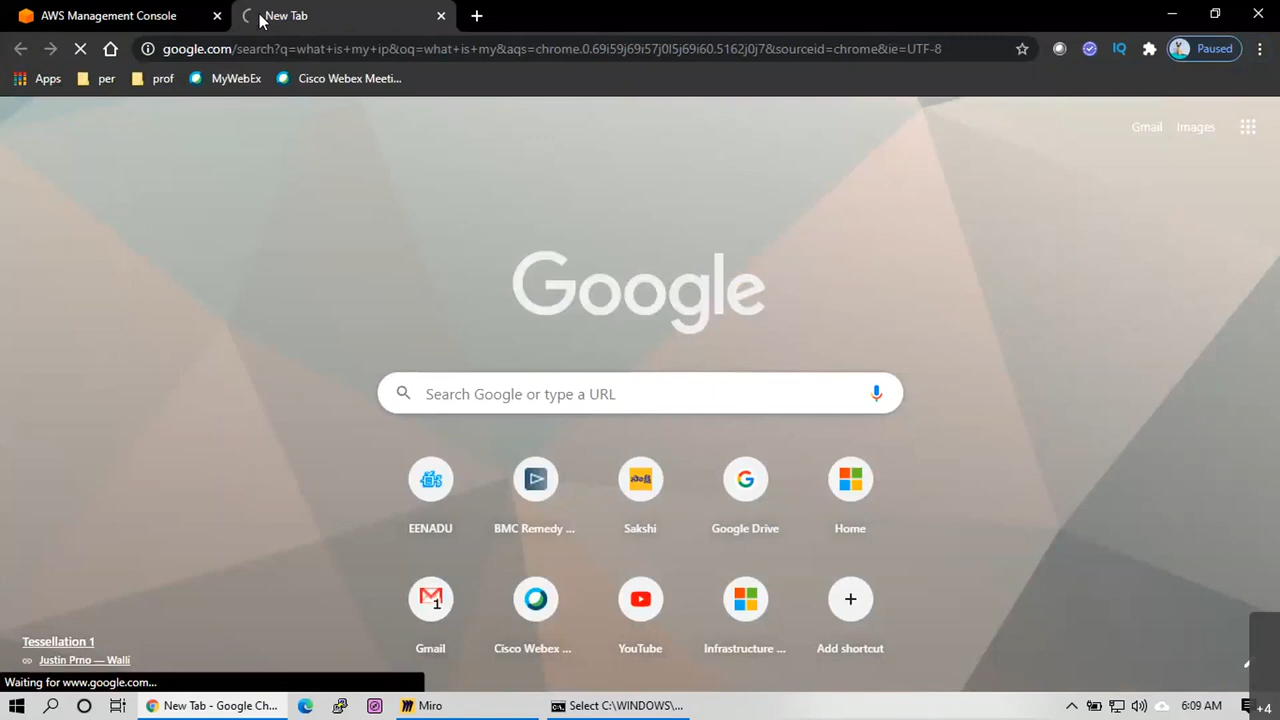 AWS Management Console
New Tab
google.com/search?q=what+is+my+ip&oq=what+is+my&aqs=chrome.0.69i59j69i57j0l5j69i60.5162j0j7&sourceid=chrome&ie=UTF-8
IQ
Paused
Apps per prof MyWebEx Cisco Webex Meeti...
Gmail Images
Google
Search Google or type a URL
EENADU BMC Remedy ... Sakshi Google Drive Home
1
Gmail Cisco Webex ... YouTube Infrastructure ... Add shortcut
Tessellation 1
Justin Prno — Walli
Waiting for www.google.com...
New Tab - Google Ch... Miro Select C:\WINDOWS\... 6:09 AM +4